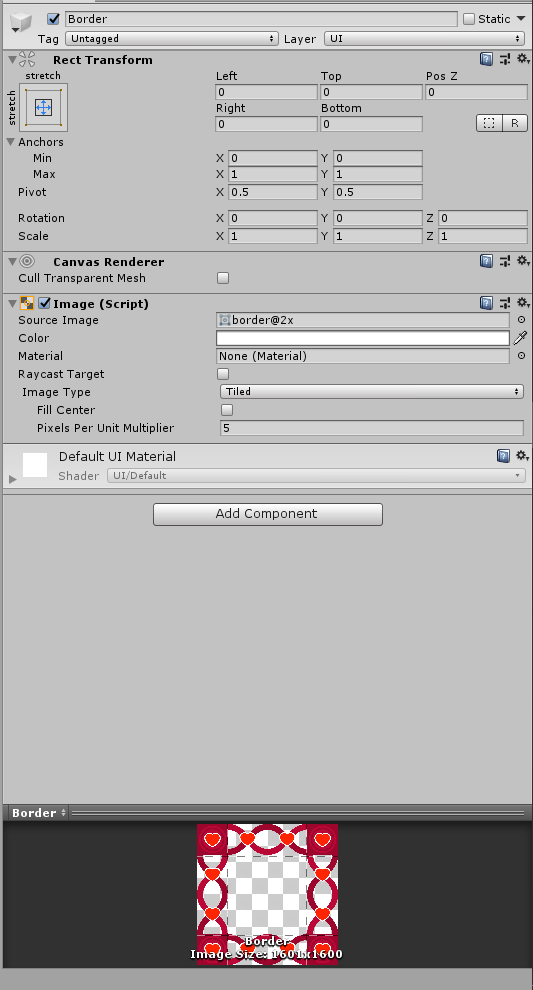 Border
Static
Tag Untagged Layer UI
Rect Transform
stretch
stretch
Left Top Pos Z
0 0 0
Right Bottom
0 0 R
Anchors
Min X 0 Y 0
Max X 1 Y 1
Pivot X 0.5 Y 0.5
Rotation X 0 Y 0 Z 0
Scale X 1 Y 1 Z 1
Canvas Renderer
Cull Transparent Mesh
Image (Script)
Source Image border@2x
Color
Material None (Material)
Raycast Target
Image Type Tiled
Fill Center
Pixels Per Unit Multiplier 5
Default UI Material
Shader UI/Default
Add Component
Border
Border
Image Size: 1601x1600